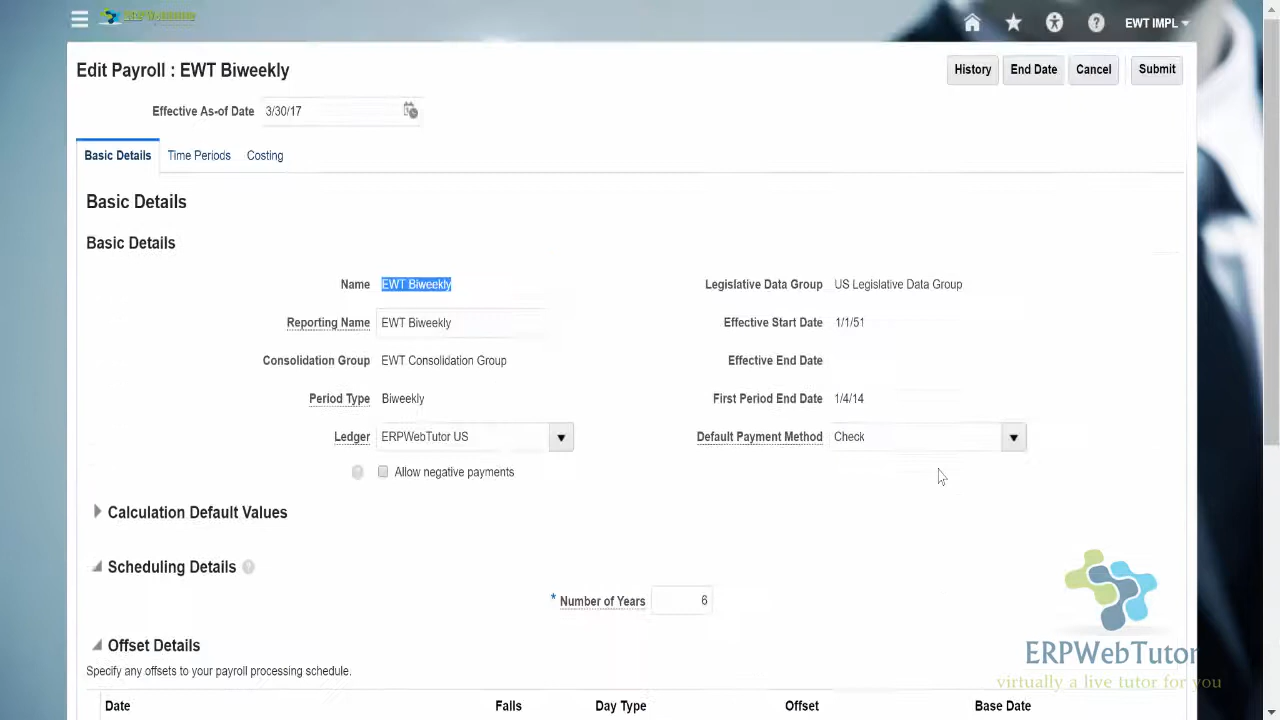 EWT IMPL
Edit Payroll : EWT Biweekly
History
End Date
Cancel
Submit
Effective As-of Date 3/30/17
Basic Details
Time Periods
Costing
Basic Details
Basic Details
Name EWT Biweekly
Legislative Data Group US Legislative Data Group
Reporting Name EWT Biweekly
Effective Start Date 1/1/51
Consolidation Group EWT Consolidation Group
Effective End Date
Period Type Biweekly
First Period End Date 1/4/14
Ledger ERPWebTutor US
Default Payment Method Check
Allow negative payments
Calculation Default Values
Scheduling Details
* Number of Years 6
Offset Details
Specify any offsets to your payroll processing schedule.
Date Falls Day Type Offset Base Date
ERPWebTutor
virtually a live tutor for you